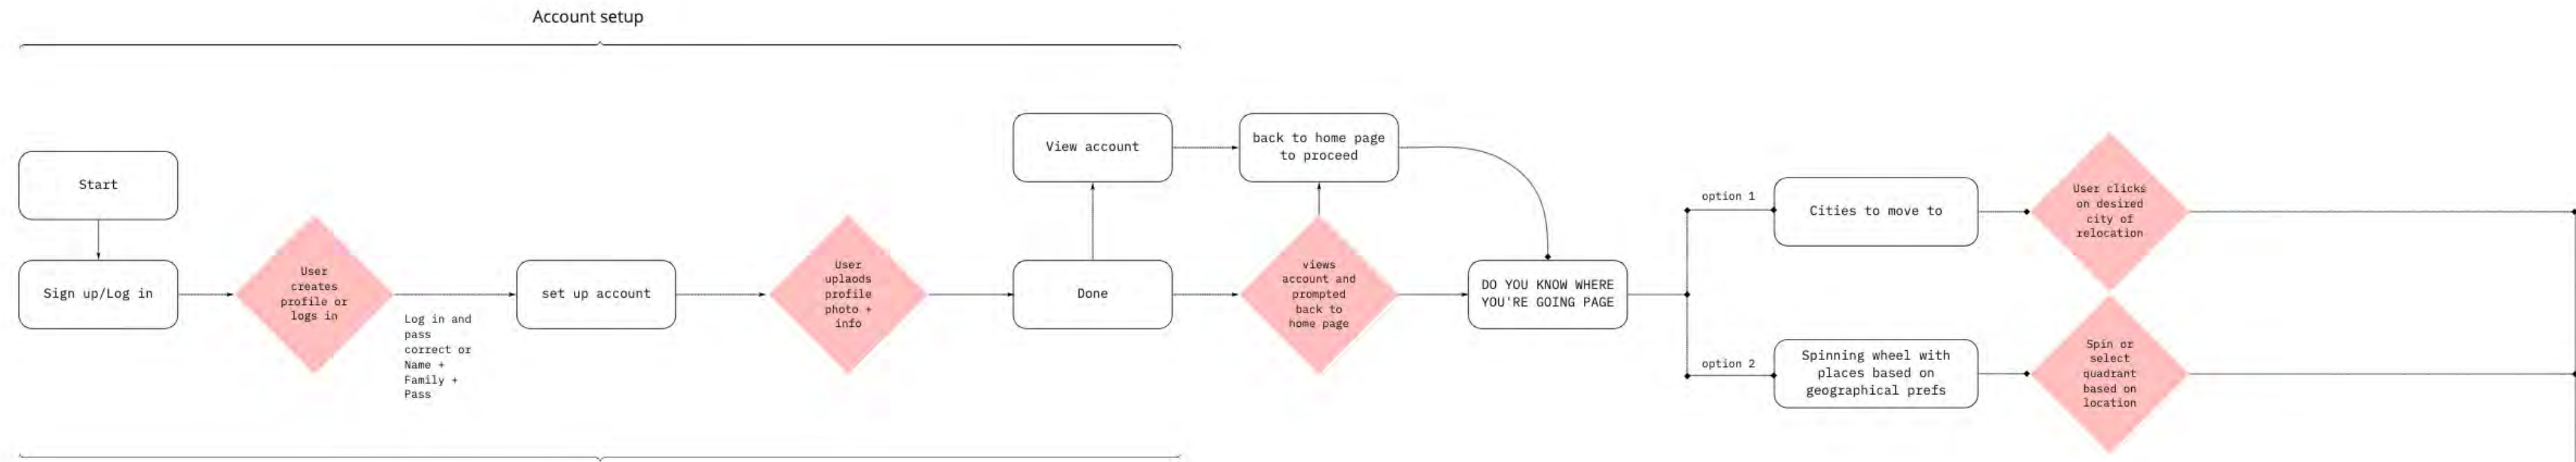 Account setup
Start
Sign up/Log in
User
creates
profile or
logs in
Log in and
pass
correct or
Name +
Family +
Pass
set up account
User
uplaods
profile
photo +
info
View account
Done
back to home page
to proceed
views
account and
prompted
back to
home page
DO YOU KNOW WHERE
YOU'RE GOING PAGE
option 1
Cities to move to
User clicks
on desired
city of
relocation
option 2
Spinning wheel with
places based on
geographical prefs
Spin or
select
quadrant
based on
location